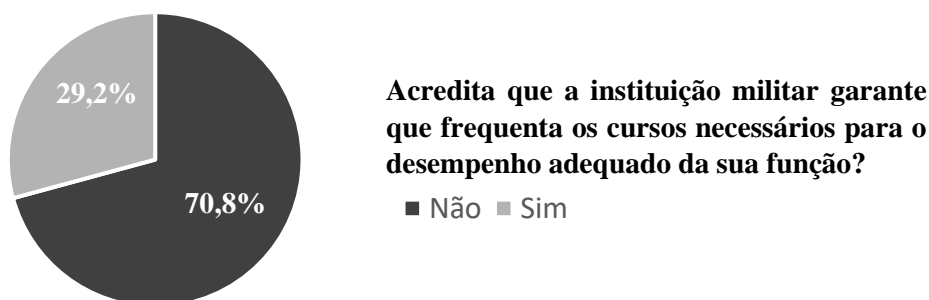 29,2%
70,8%
Acredita que a instituição militar garante
que frequenta os cursos necessários para o
desempenho adequado da sua função?
Não Sim